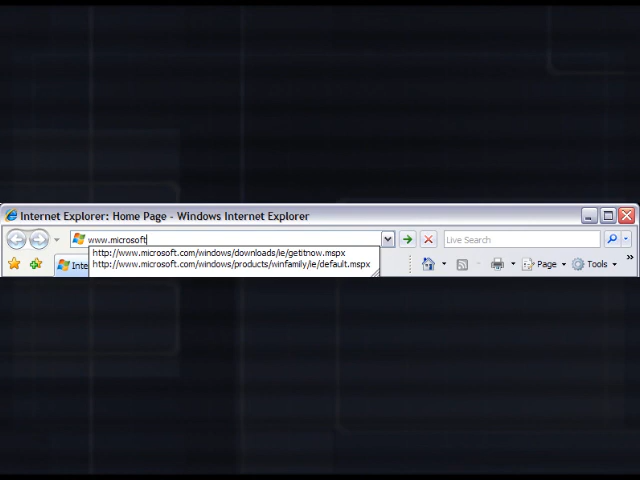 Internet Explorer: Home Page - Windows Internet Explorer
www.microsoft
Live Search
http://www.microsoft.com/windows/downloads/ie/getitnow.mspx
http://www.microsoft.com/windows/products/winfamily/ie/default.mspx
Inte
Page
Tools